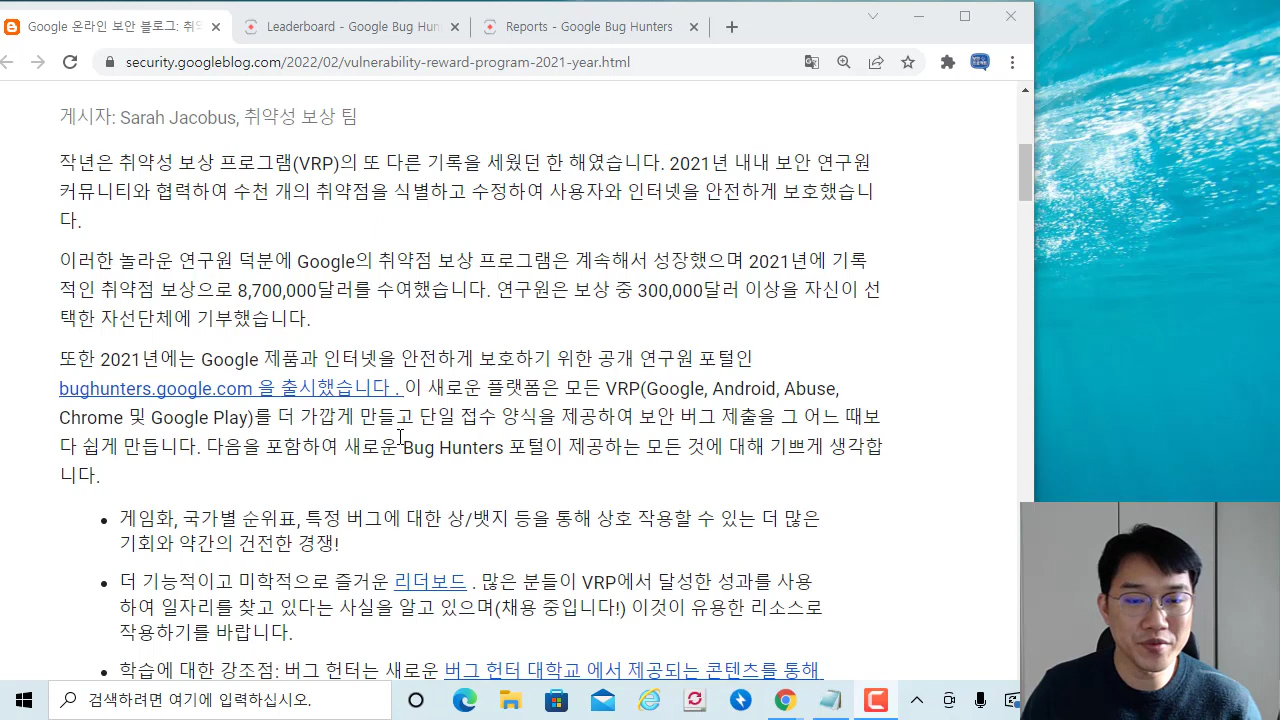 Google 온라인 보안 블로그: 취약
Leaderboard - Google Bug Hun
Reports - Google Bug Hunters
security.googleblog.com/2022/02/vulnerability-reward-program-2021-year.html
게시자: Sarah Jacobus, 취약성 보상 팀
작년은 취약성 보상 프로그램(VRP)의 또 다른 기록을 세웠던 한 해였습니다. 2021년 내내 보안 연구원
커뮤니티와 협력하여 수천 개의 취약점을 식별하고 수정하여 사용자와 인터넷을 안전하게 보호했습니
다.
이러한 놀라운 연구원 덕분에 Google의 취약점 보상 프로그램은 계속해서 성장했으며 2021년에 기록
적인 취약점 보상으로 8,700,000달러를 수여했습니다. 연구원은 보상 중 300,000달러 이상을 자신이 선
택한 자선단체에 기부했습니다.
또한 2021년에는 Google 제품과 인터넷을 안전하게 보호하기 위한 공개 연구원 포털인
bughunters.google.com 을 출시했습니다 . 이 새로운 플랫폼은 모든 VRP(Google, Android, Abuse,
Chrome 및 Google Play)를 더 가깝게 만들고 단일 접수 양식을 제공하여 보안 버그 제출을 그 어느 때보
다 쉽게 만듭니다. 다음을 포함하여 새로운 Bug Hunters 포털이 제공하는 모든 것에 대해 기쁘게 생각합
니다.
• 게임화, 국가별 순위표, 특정 버그에 대한 상/뱃지 등을 통해 상호 작용할 수 있는 더 많은
기회와 약간의 건전한 경쟁!
• 더 기능적이고 미학적으로 즐거운 리더보드 . 많은 분들이 VRP에서 달성한 성과를 사용
하여 일자리를 찾고 있다는 사실을 알고 있으며(채용 중입니다!) 이것이 유용한 리소스로
작용하기를 바랍니다.
• 학습에 대한 강조점: 버그 헌터는 새로운 버그 헌터 대학교 에서 제공되는 콘텐츠를 통해
검색하려면 여기에 입력하십시오.